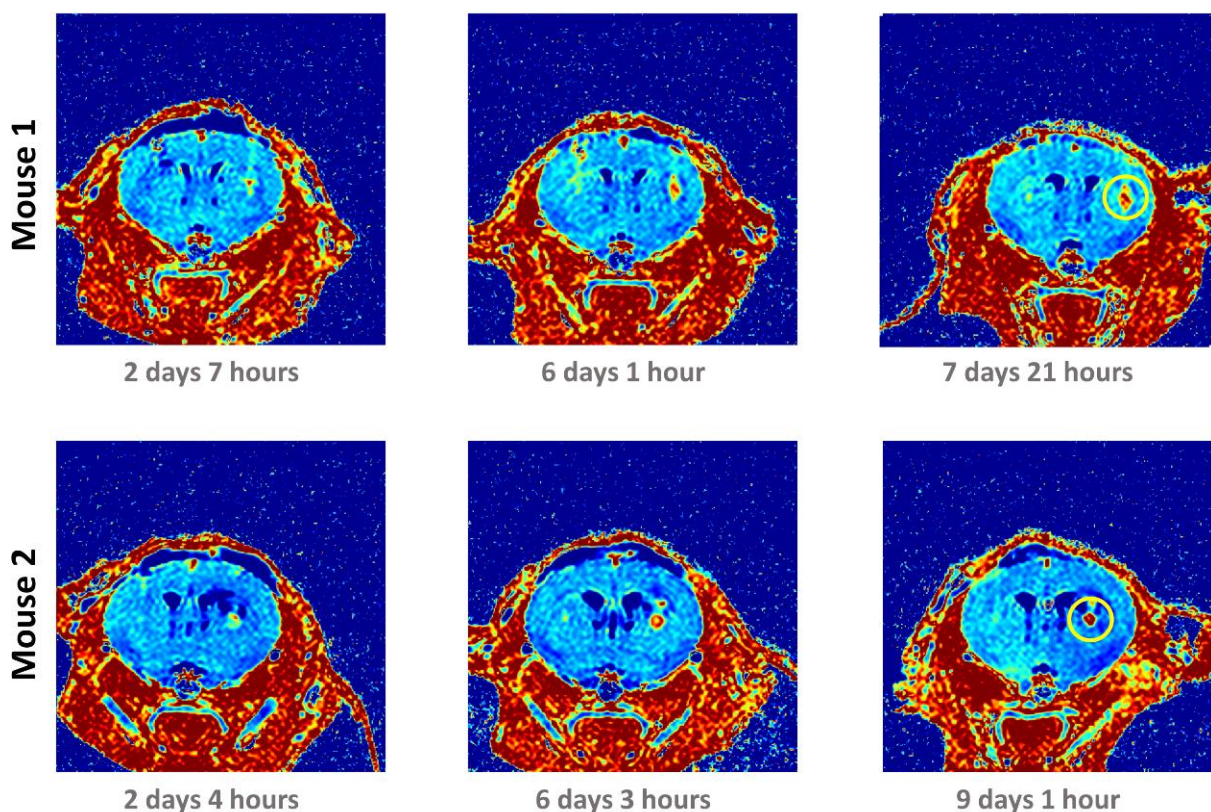 Mouse 1
2 days 7 hours
6 days 1 hour
7 days 21 hours
Mouse 2
2 days 4 hours
6 days 3 hours
9 days 1 hour